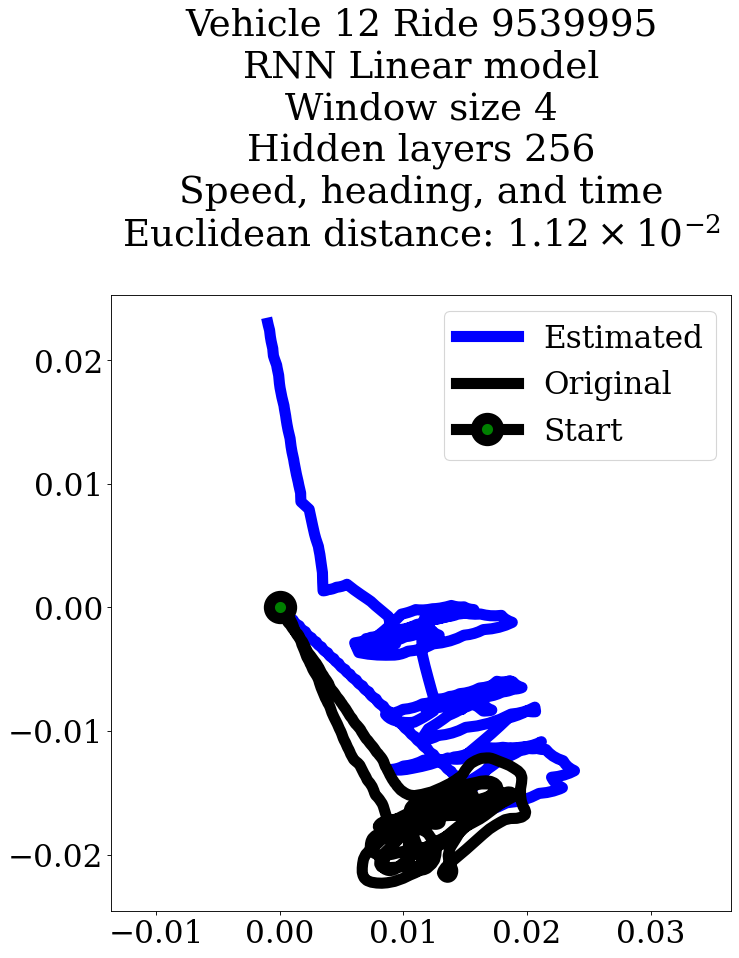 Vehicle 12 Ride 9539995
RNN Linear model
Window size 4
Hidden layers 256
Speed, heading, and time
Euclidean distance: 1.12 × 10⁻²
Estimated
Original
Start
0.02
0.01
0.00
−0.01
−0.02
−0.01 0.00 0.01 0.02 0.03